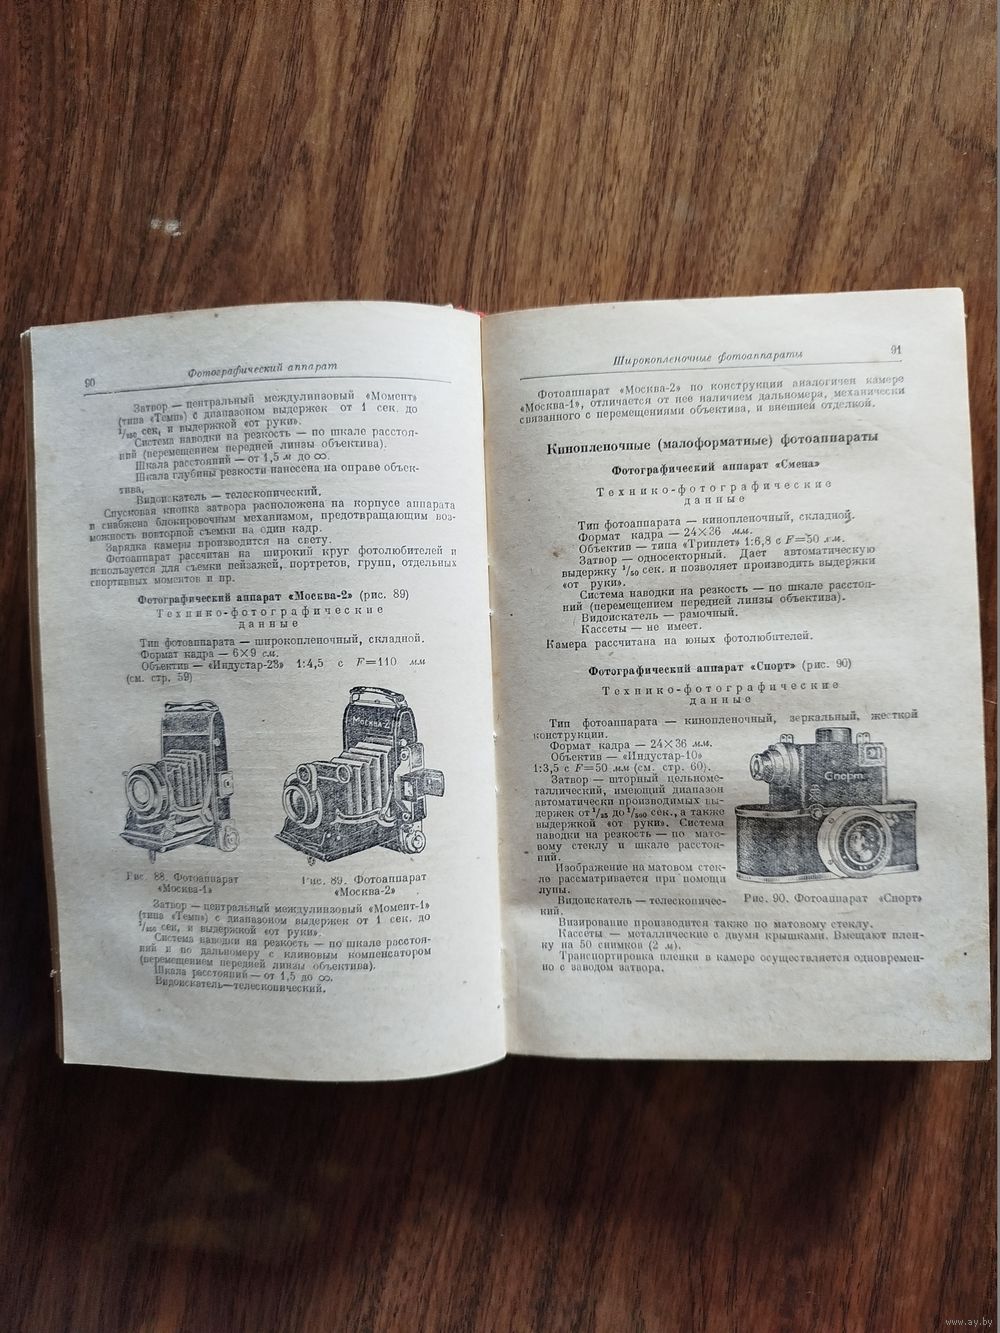 90
Фотографический аппарат
Затвор — центральный междулинзовый «Момент»
(типа «Темп») с диапазоном выдержек от 1 сек. до
1/250 сек. и выдержкой «от руки».
Система наводки на резкость — по шкале расстоя-
ний (перемещением передней линзы объектива).
Шкала расстояний — от 1,5 м до ∞.
Шкала глубины резкости нанесена на оправе объек-
тива.
Видоискатель — телескопический.
Спусковая кнопка затвора расположена на корпусе аппарата
и снабжена блокировочным механизмом, предотвращающим воз-
можность повторной съемки на один кадр.
Зарядка камеры производится на свету.
Фотоаппарат рассчитан на широкий круг фотолюбителей и
используется для съемки пейзажей, портретов, групп, отдельных
спортивных моментов и пр.
Фотографический аппарат «Москва-2» (рис. 89)
Технико-фотографические
данные
Тип фотоаппарата — широкопленочный, складной.
Формат кадра — 6×9 см.
Объектив — «Индустар-23» 1:4,5 с F=110 мм
(см. стр. 59)
Москва-2
Рис. 88. Фотоаппарат
«Москва-1»
Рис. 89. Фотоаппарат
«Москва-2»
Затвор — центральный междулинзовый «Момент-1»
(типа «Темп») с диапазоном выдержек от 1 сек. до
1/250 сек, и выдержкой «от руки».
Система наводки на резкость — по шкале расстоя-
ний и по дальномеру с клиновым компенсатором
(перемещением передней линзы объектива).
Шкала расстояний — от 1,5 до ∞.
Видоискатель—телескопический.
Широкопленочные фотоаппараты
91
Фотоаппарат «Москва-2» по конструкции аналогичен камере
«Москва-1», отличается от нее наличием дальномера, механически
связанного с перемещениями объектива, и внешней отделкой.
Кинопленочные (малоформатные) фотоаппараты
Фотографический аппарат «Смена»
Технико-фотографические
данные
Тип фотоаппарата — кинопленочный, складной.
Формат кадра — 24×36 мм.
Объектив — типа «Триплет» 1:6,8 с F=50 мм.
Затвор — односекторный. Дает автоматическую
выдержку 1/50 сек. и позволяет производить выдержки
«от руки».
Система наводки на резкость — по шкале расстоя-
ний (перемещением передней линзы объектива).
Видоискатель — рамочный.
Кассеты — не имеет.
Камера рассчитана на юных фотолюбителей.
Фотографический аппарат «Спорт» (рис. 90)
Технико-фотографические
данные
Тип фотоаппарата — кинопленочный, зеркальный, жесткой
конструкции.
Формат кадра — 24×36 мм.
Объектив — «Индустар-10»
1:3,5 с F=50 мм (см. стр. 60).
Затвор — шторный цельноме-
таллический, имеющий диапазон
автоматически производимых вы-
держек от 1/25 до 1/500 сек., а также
выдержкой «от руки». Система
наводки на резкость — по мато-
вому стеклу и шкале расстоя-
ний.
Изображение на матовом стек-
ле рассматривается при помощи
лупы.
Видоискатель — телескопичес-
кий.
Спорт
Рис. 90. Фотоаппарат «Спорт»
Визирование производится также по матовому стеклу.
Кассеты — металлические с двумя крышками. Вмещают плен-
ку на 50 снимков (2 м).
Транспортировка пленки в камере осуществляется одновремен-
но с заводом затвора.
www.ay.by